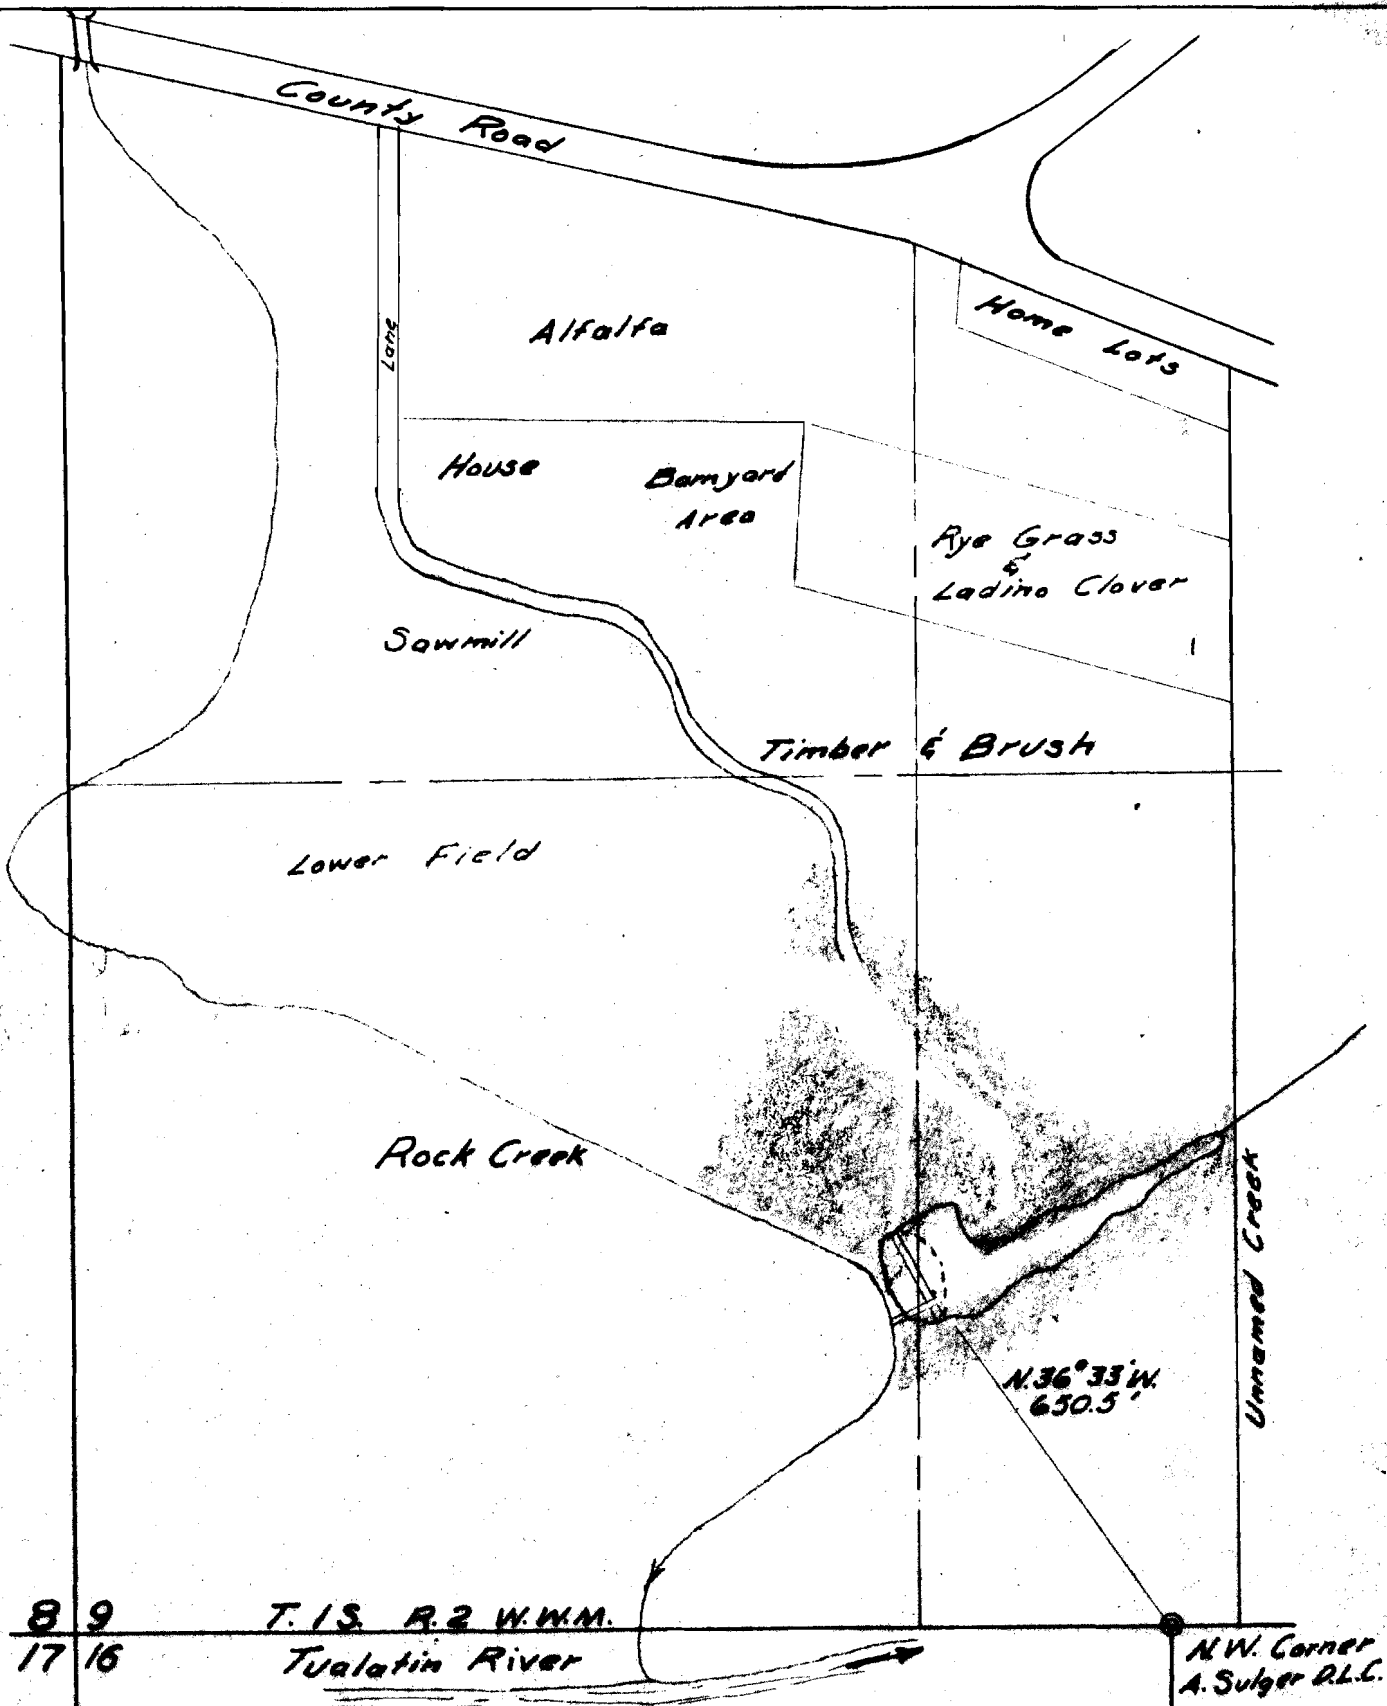 County Road
Home Lots
Alfalfa
Lane
House
Barnyard
Area
Rye Grass
&
Ladino Clover
Sawmill
Timber & Brush
Lower Field
Rock Creek
Unnamed Creek
N.36°33'W.
650.5'
8 9
T.1S. R.2 W.W.M.
17 16
Tualatin River
N.W. Corner
A. Sulger D.L.C.